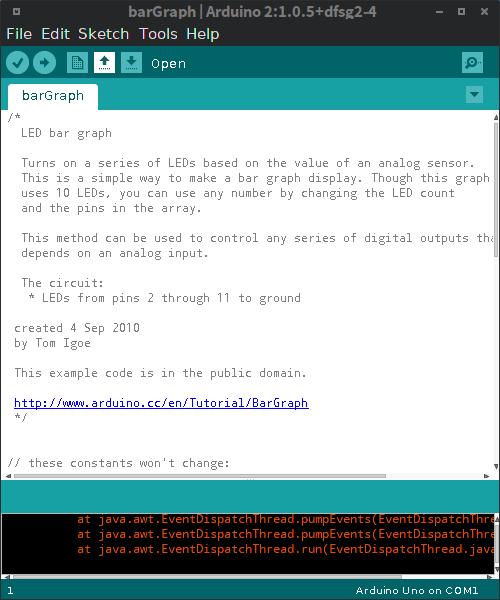 barGraph | Arduino 2:1.0.5+dfsg2-4
File Edit Sketch Tools Help
Open
barGraph
/*
LED bar graph
Turns on a series of LEDs based on the value of an analog sensor.
This is a simple way to make a bar graph display. Though this graph
uses 10 LEDs, you can use any number by changing the LED count
and the pins in the array.
This method can be used to control any series of digital outputs tha
depends on an analog input.
The circuit:
* LEDs from pins 2 through 11 to ground
created 4 Sep 2010
by Tom Igoe
This example code is in the public domain.
http://www.arduino.cc/en/Tutorial/BarGraph
*/
// these constants won't change:
at java.awt.EventDispatchThread.pumpEvents(EventDispatchThre
at java.awt.EventDispatchThread.pumpEvents(EventDispatchThre
at java.awt.EventDispatchThread.run(EventDispatchThread.java
1
Arduino Uno on COM1